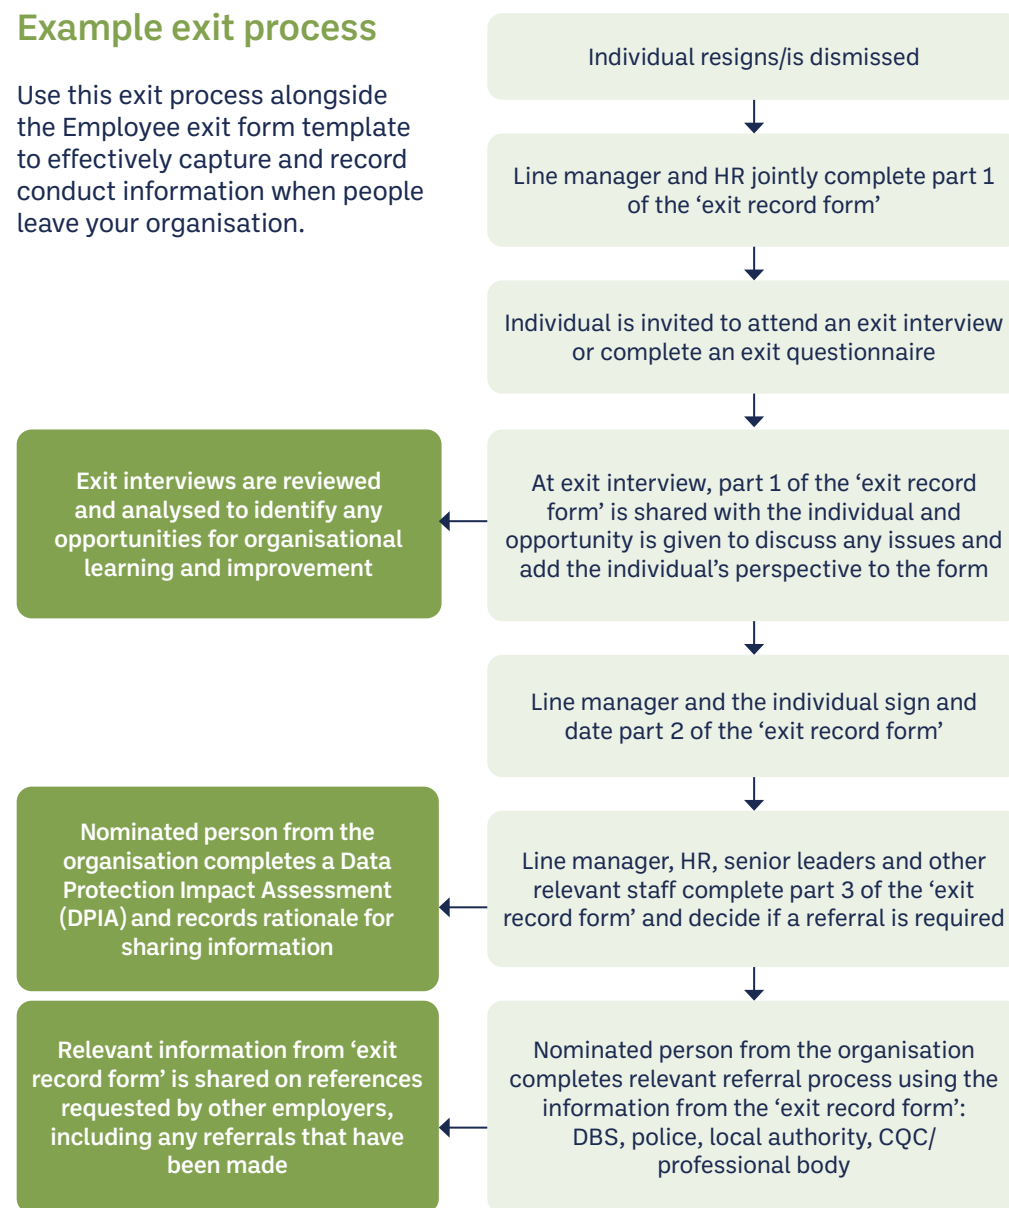 Example exit process
Use this exit process alongside
the Employee exit form template
to effectively capture and record
conduct information when people
leave your organisation.
Individual resigns/is dismissed
Line manager and HR jointly complete part 1
of the ‘exit record form’
Individual is invited to attend an exit interview
or complete an exit questionnaire
At exit interview, part 1 of the ‘exit record
form’ is shared with the individual and
opportunity is given to discuss any issues and
add the individual’s perspective to the form
Exit interviews are reviewed
and analysed to identify any
opportunities for organisational
learning and improvement
Line manager and the individual sign and
date part 2 of the ‘exit record form’
Line manager, HR, senior leaders and other
relevant staff complete part 3 of the ‘exit
record form’ and decide if a referral is required
Nominated person from the
organisation completes a Data
Protection Impact Assessment
(DPIA) and records rationale for
sharing information
Nominated person from the organisation
completes relevant referral process using the
information from the ‘exit record form’:
DBS, police, local authority, CQC/
professional body
Relevant information from ‘exit
record form’ is shared on references
requested by other employers,
including any referrals that have
been made